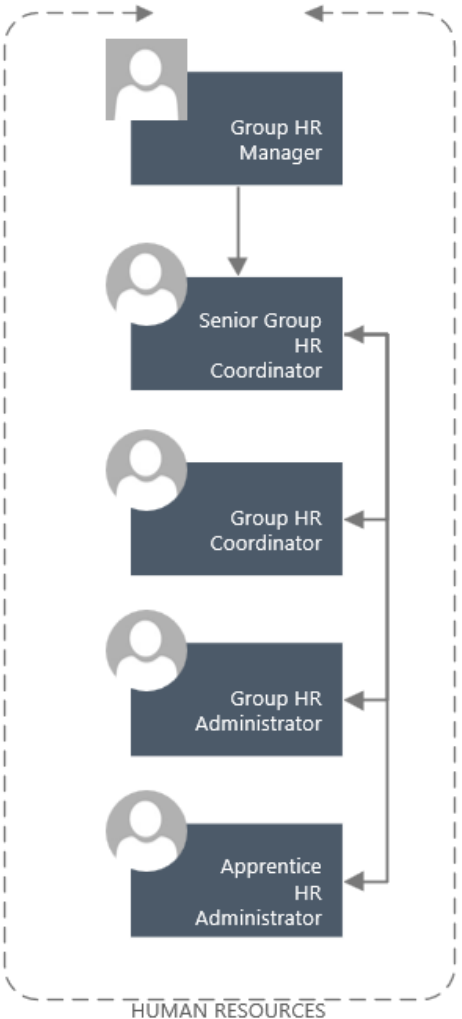 Group HR
Manager
Senior Group
HR
Coordinator
Group HR
Coordinator
Group HR
Administrator
Apprentice
HR
Administrator
HUMAN RESOURCES